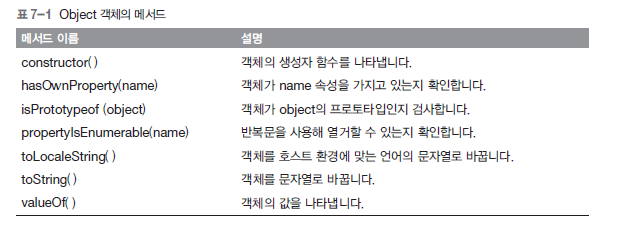 표 7-1 Object 객체의 메서드
메서드 이름 설명
constructor( ) 객체의 생성자 함수를 나타냅니다.
hasOwnProperty(name) 객체가 name 속성을 가지고 있는지 확인합니다.
isPrototypeof (object) 객체가 object의 프로토타입인지 검사합니다.
propertyIsEnumerable(name) 반복문을 사용해 열거할 수 있는지 확인합니다.
toLocaleString( ) 객체를 호스트 환경에 맞는 언어의 문자열로 바꿉니다.
toString( ) 객체를 문자열로 바꿉니다.
valueOf( ) 객체의 값을 나타냅니다.